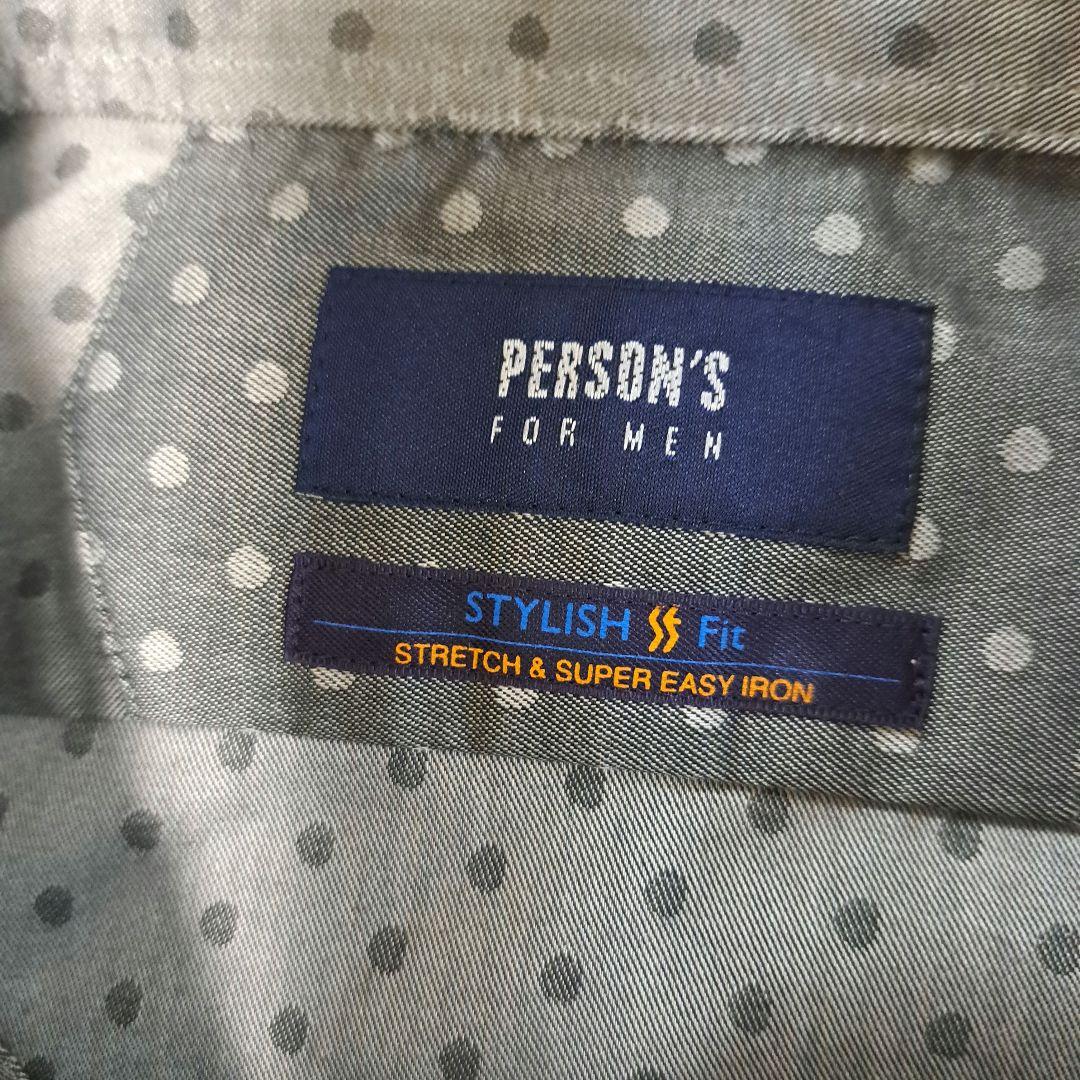 PERSON'S
FOR MEN
STYLISH Fit
STRETCH & SUPER EASY IRON